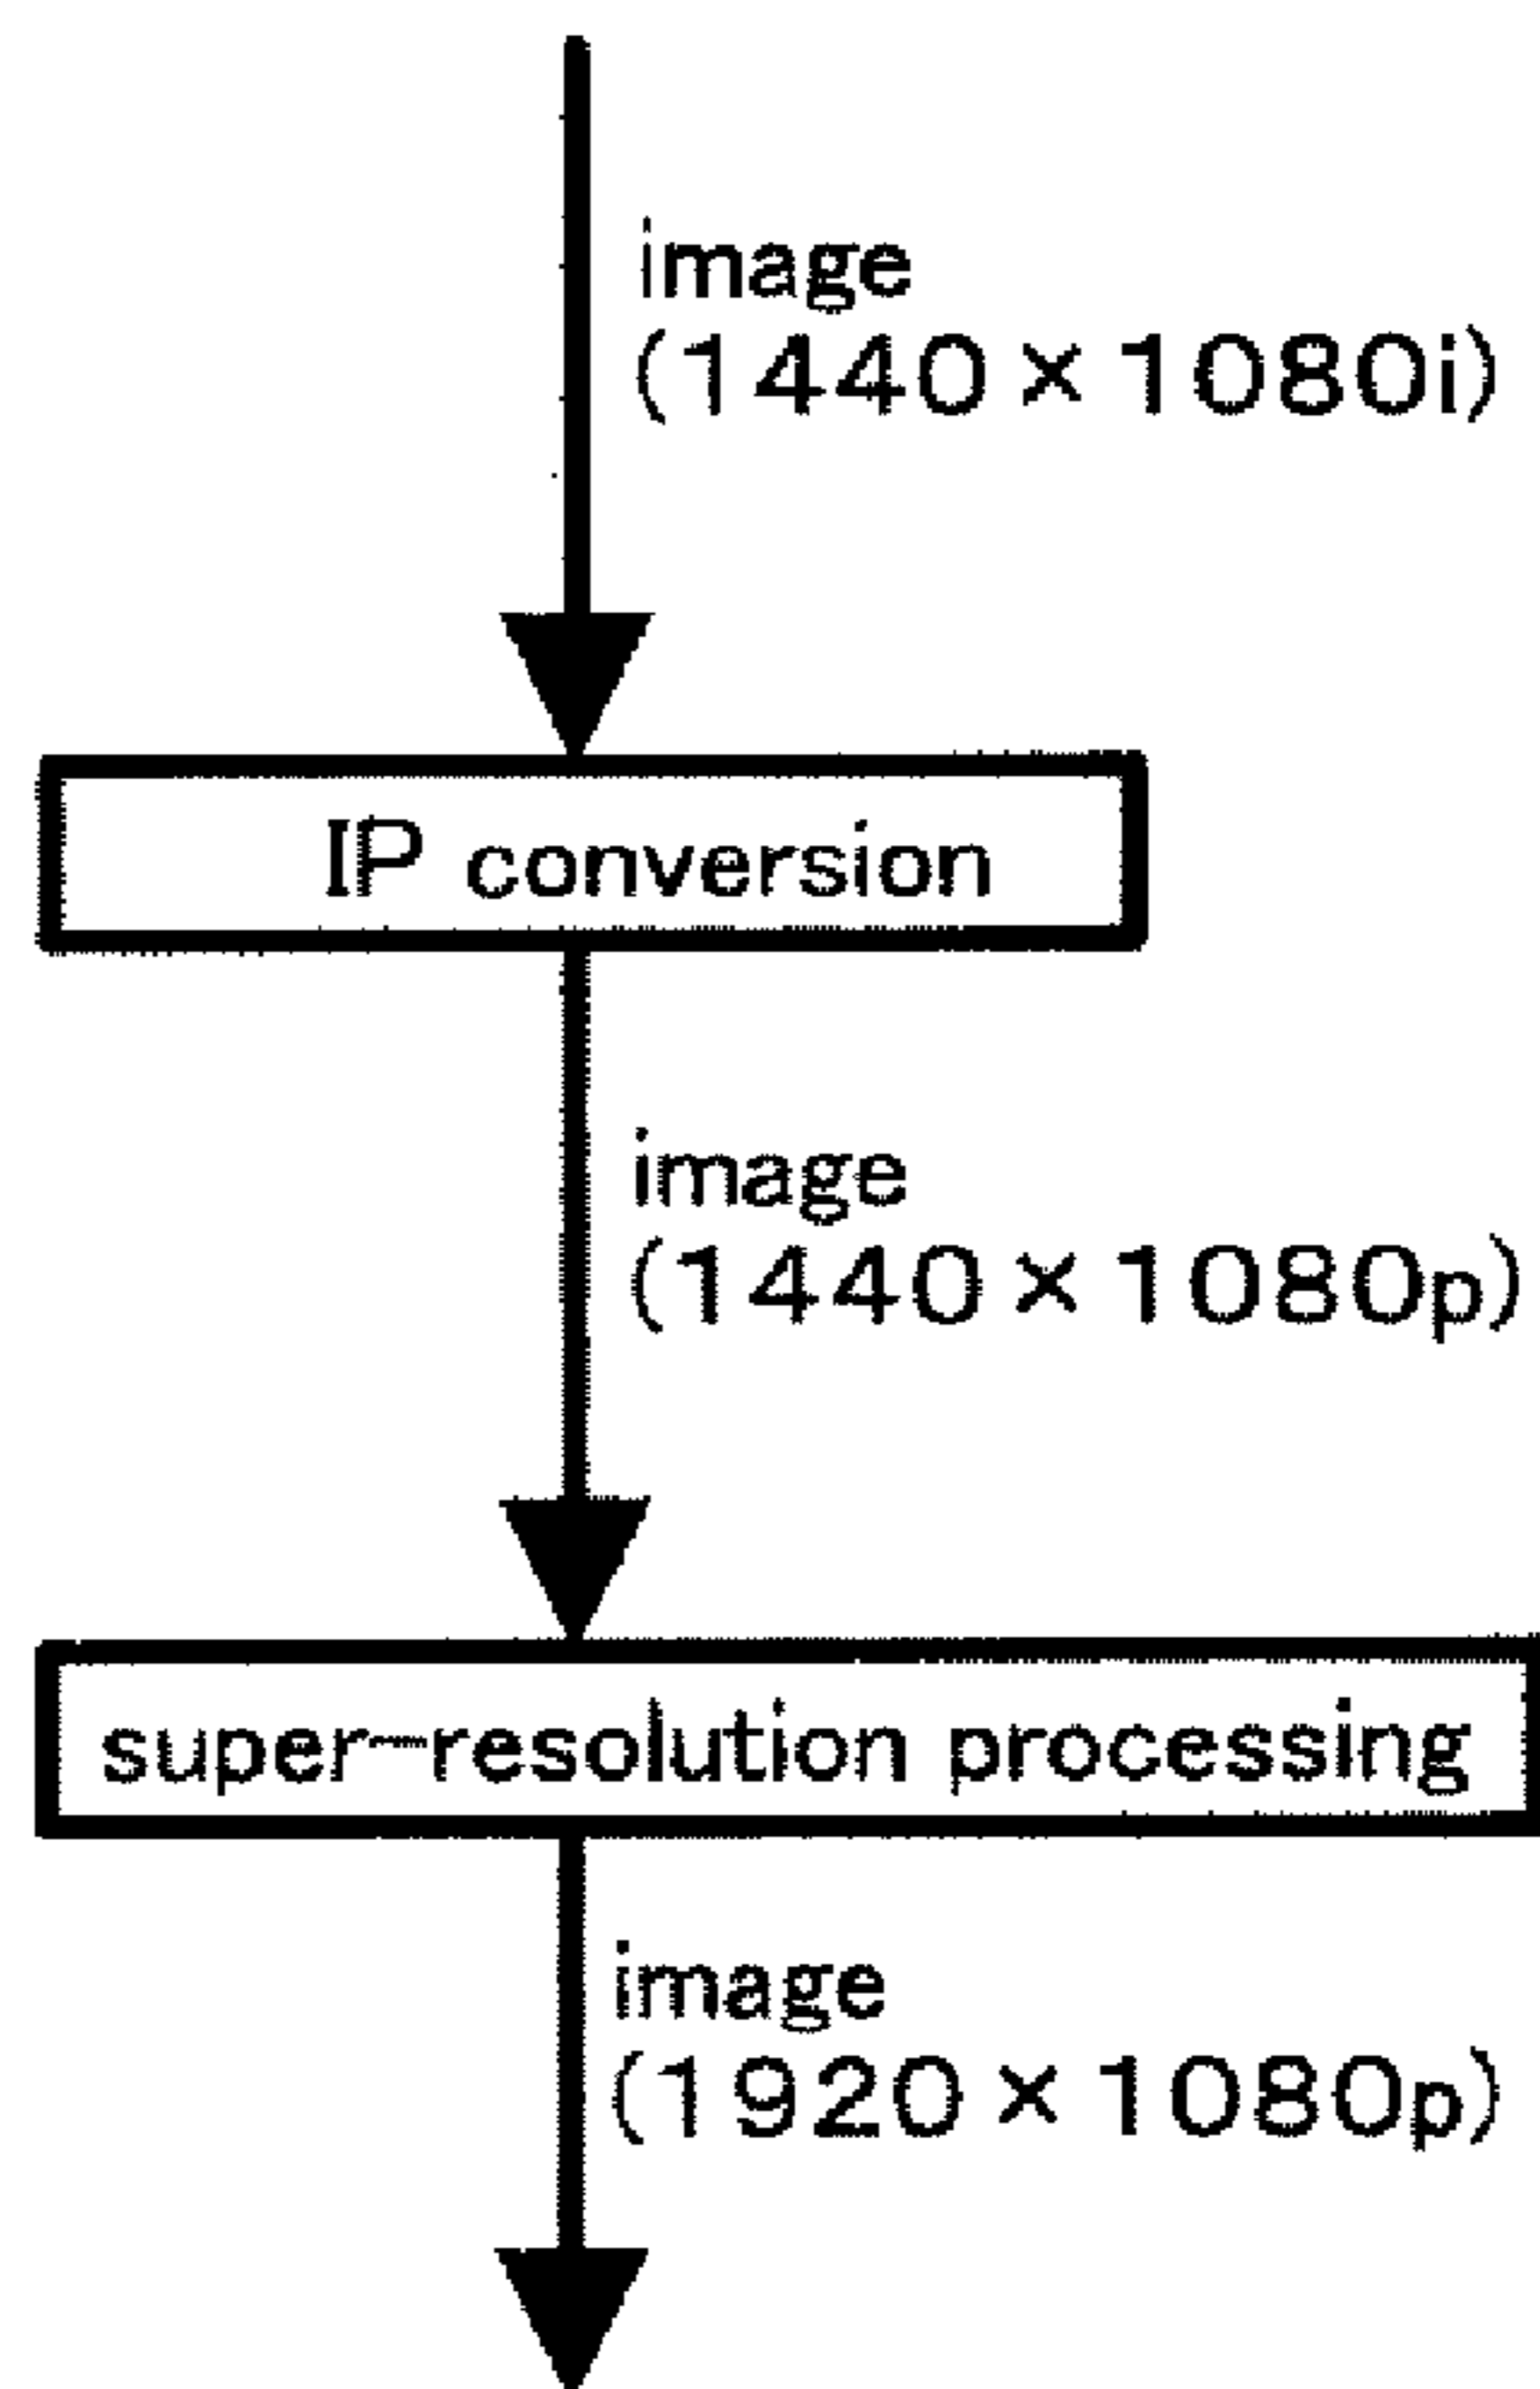 image
(1440×1080i)
IP conversion
image
(1440×1080p)
super-resolution processing
image
(1920×1080p)